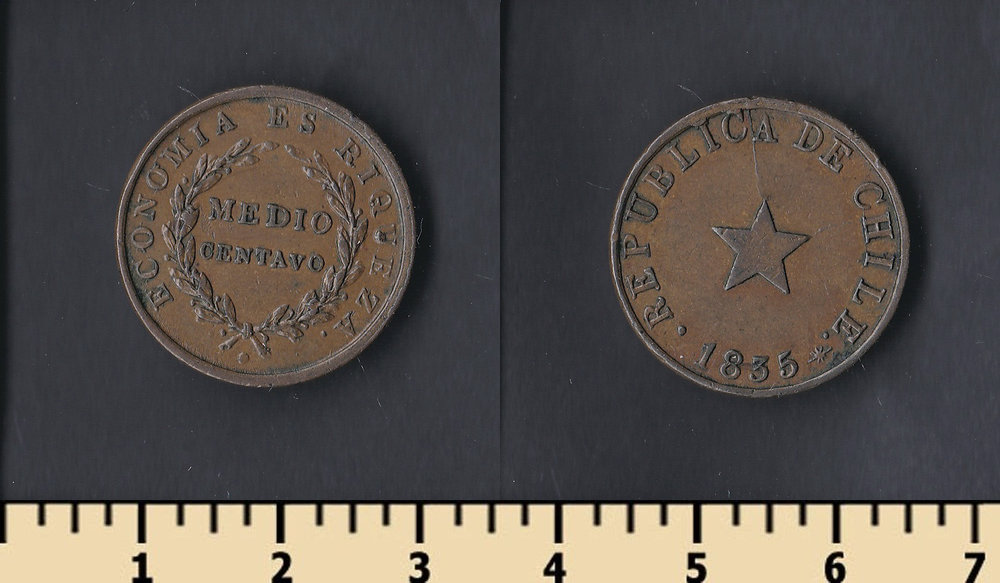 ECONOMIA ES RIQUEZA
MEDIO
CENTAVO
REPUBLICA DE CHILE
1835
1 2 3 4 5 6 7